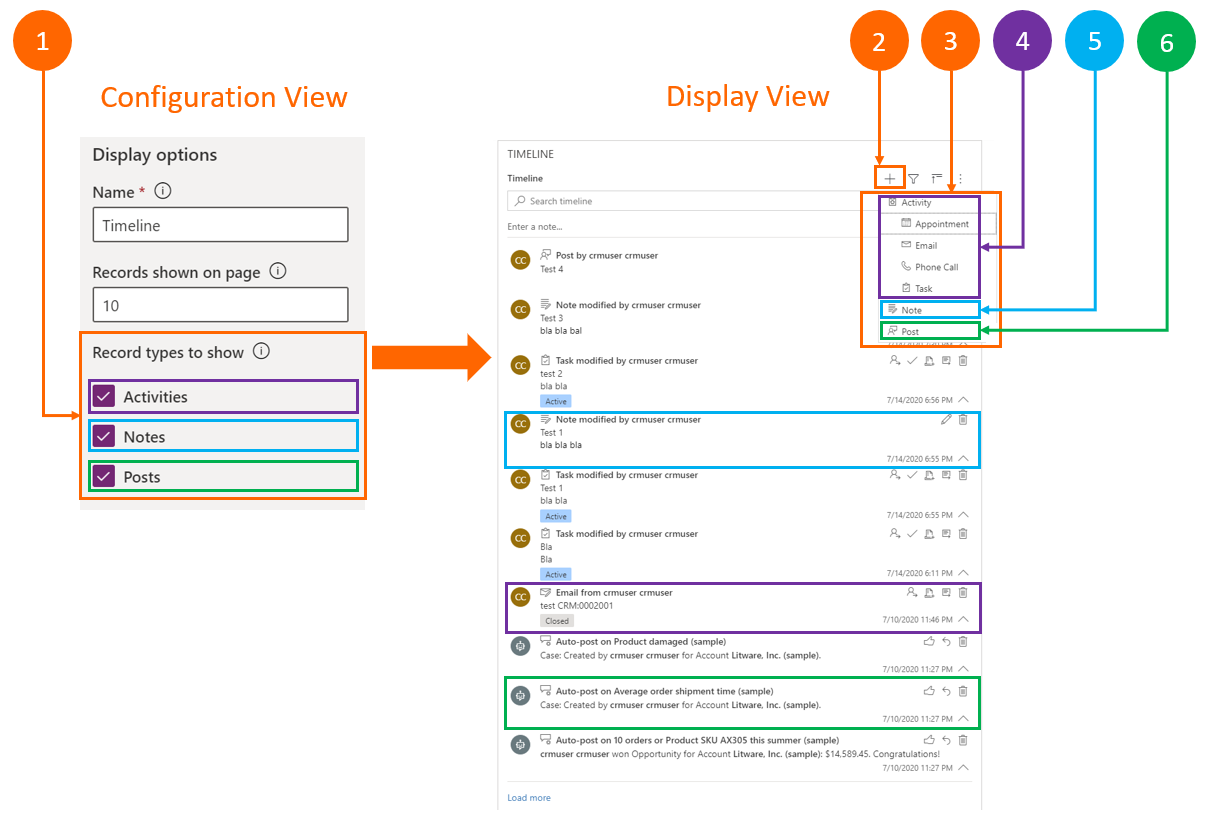 1
2
3
4
5
6
Configuration View
Display View
Display options
Name *
Timeline
Records shown on page
10
Record types to show
Activities
Notes
Posts
TIMELINE
Timeline
Search timeline
Enter a note...
Activity
Appointment
Email
Phone Call
Task
Note
Post
CC
Post by crmuser crmuser
Test 4
CC
Note modified by crmuser crmuser
Test 3
bla bla bal
CC
Task modified by crmuser crmuser
test 2
bla bla
Active
7/14/2020 6:56 PM
CC
Note modified by crmuser crmuser
Test 1
bla bla bla
7/14/2020 6:55 PM
CC
Task modified by crmuser crmuser
Test 1
bla bla
Active
7/14/2020 6:55 PM
CC
Task modified by crmuser crmuser
Bla
Bla
Active
7/14/2020 6:11 PM
CC
Email from crmuser crmuser
test CRM:0002001
Closed
7/10/2020 11:46 PM
Auto-post on Product damaged (sample)
Case: Created by crmuser crmuser for Account Litware, Inc. (sample).
7/10/2020 11:27 PM
Auto-post on Average order shipment time (sample)
Case: Created by crmuser crmuser for Account Litware, Inc. (sample).
7/10/2020 11:27 PM
Auto-post on 10 orders or Product SKU AX305 this summer (sample)
crmuser crmuser won Opportunity for Account Litware, Inc. (sample): $14,589.45. Congratulations!
7/10/2020 11:27 PM
Load more